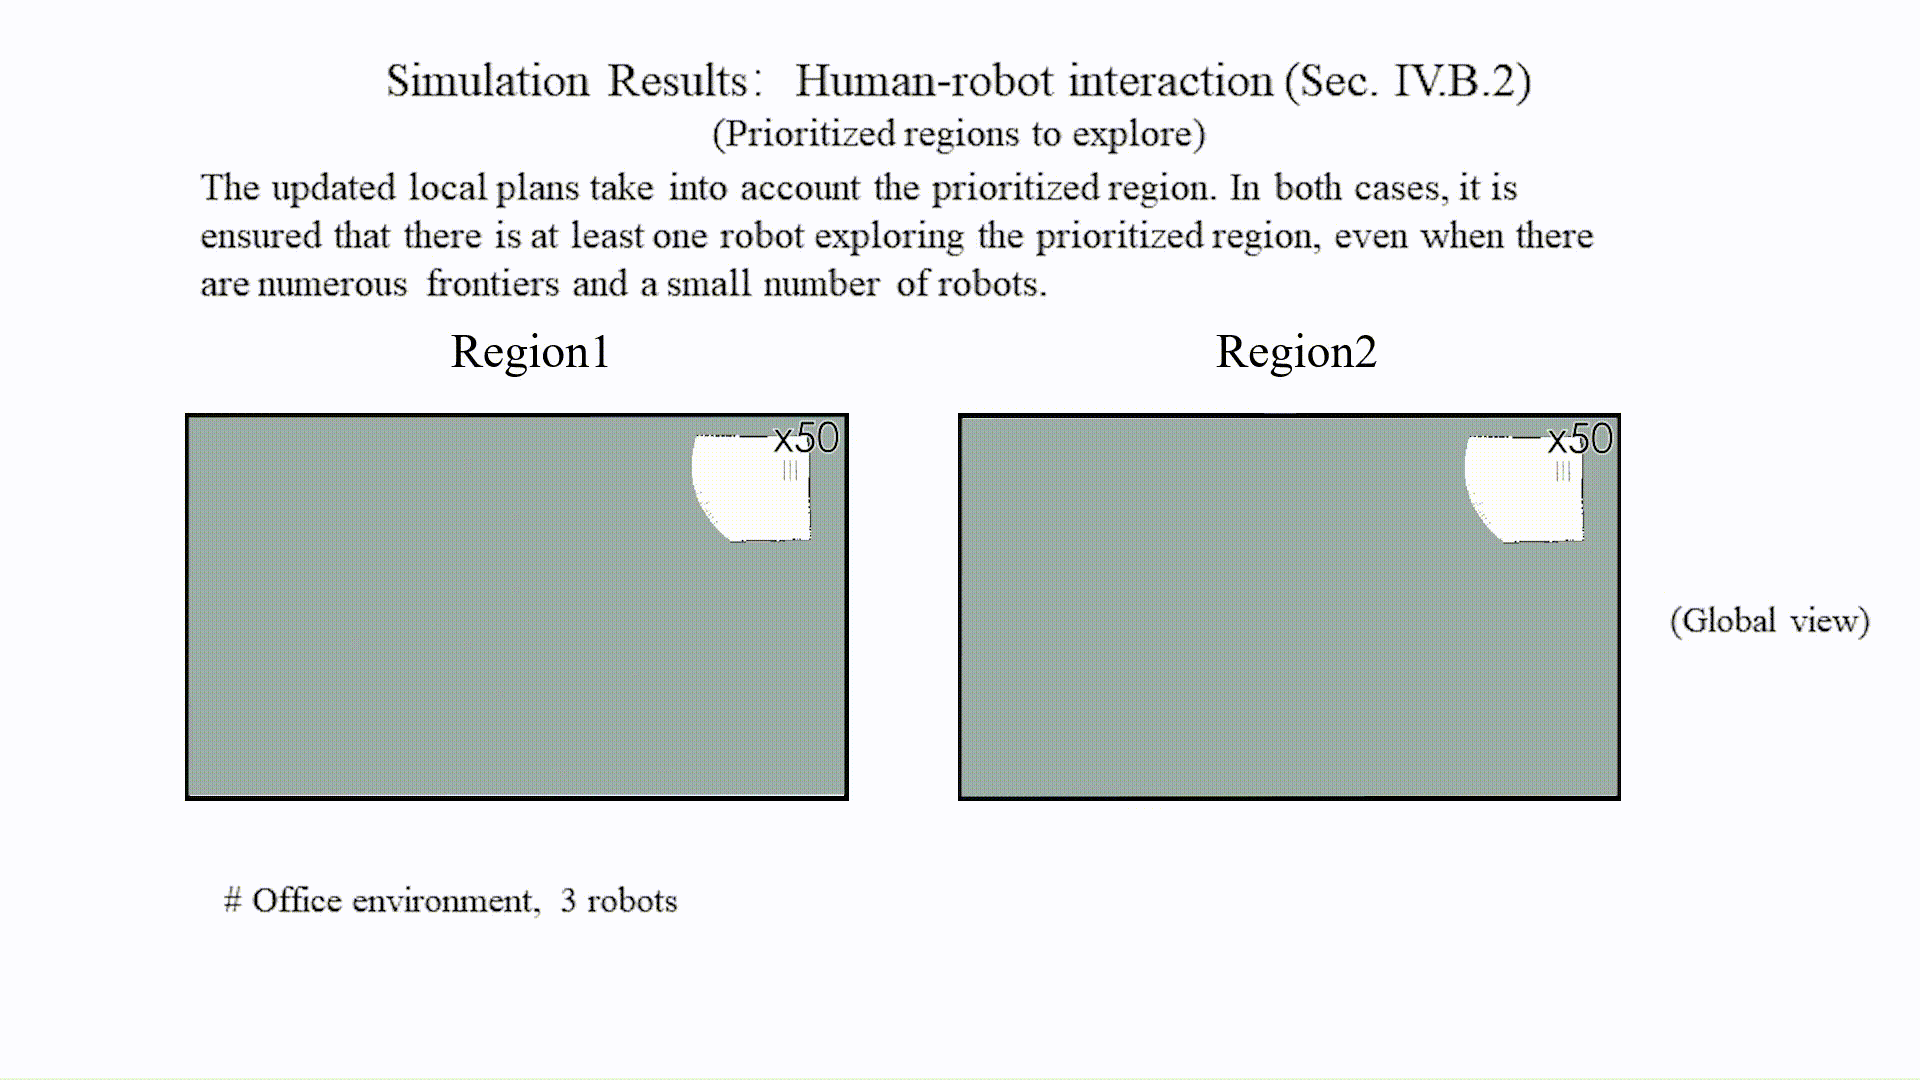 Simulation Results: Human-robot interaction (Sec. IV.B.2)
(Prioritized regions to explore)
The updated local plans take into account the prioritized region. In both cases, it is
ensured that there is at least one robot exploring the prioritized region, even when there
are numerous frontiers and a small number of robots.
Region1
Region2
x50
x50
(Global view)
# Office environment, 3 robots